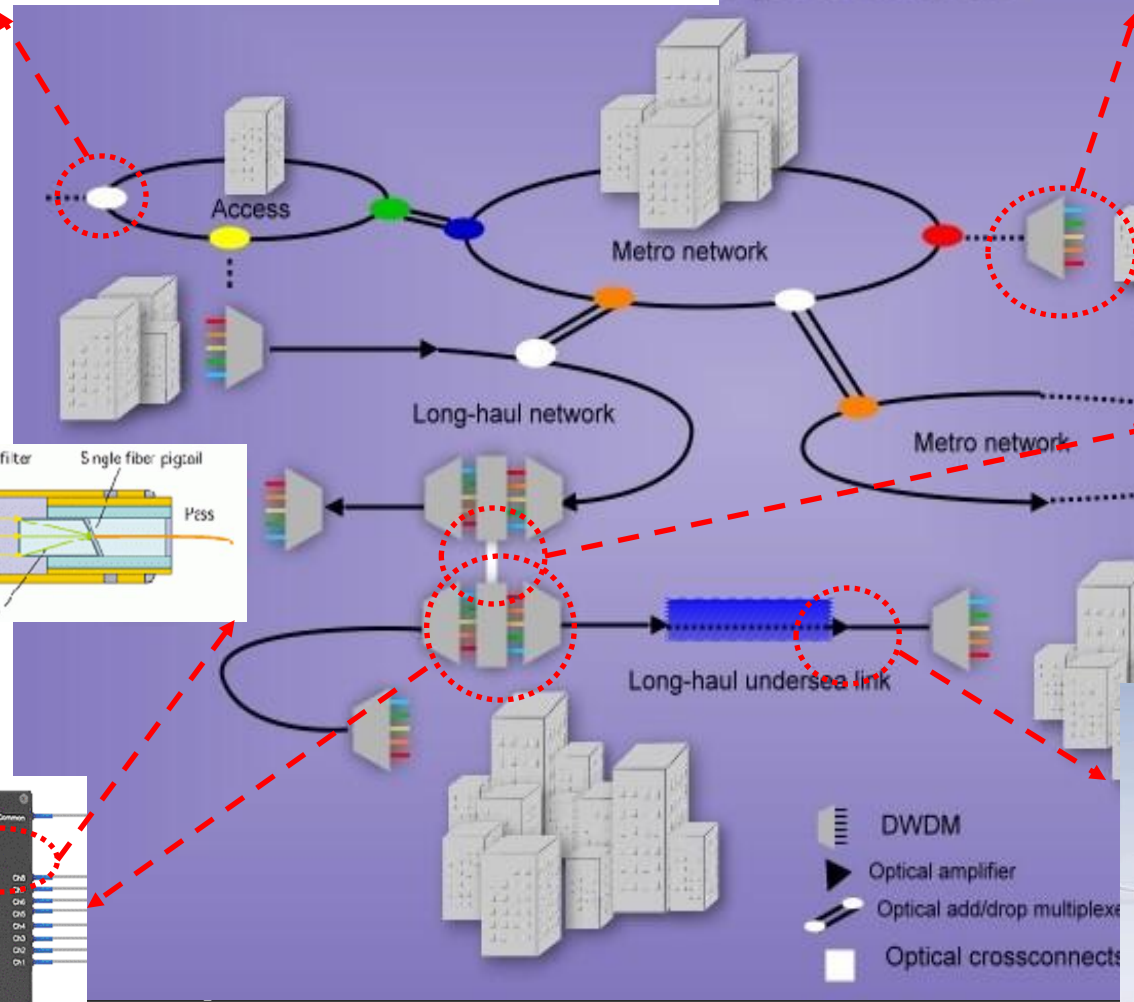 Access
Metro network
Long-haul network
Metro network
filter
Single fiber pigtail
Pass
Long-haul undersea link
Common
Ch8
Ch7
Ch6
Ch5
Ch4
Ch3
Ch2
Ch1
DWDM
Optical amplifier
Optical add/drop multiplexe
Optical crossconnects